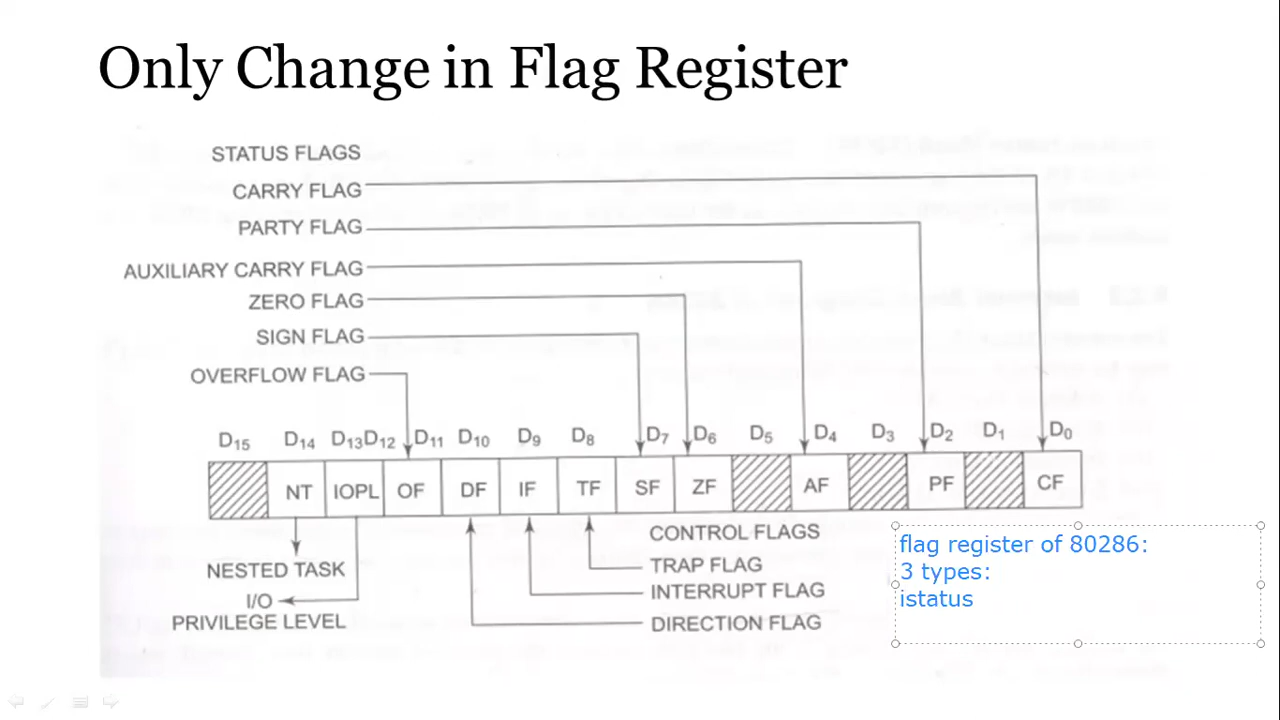 Only Change in Flag Register
STATUS FLAGS
CARRY FLAG
PARTY FLAG
AUXILIARY CARRY FLAG
ZERO FLAG
SIGN FLAG
OVERFLOW FLAG
D15 D14 D13 D12 D11 D10 D9 D8 D7 D6 D5 D4 D3 D2 D1 D0
NT IOPL OF DF IF TF SF ZF AF PF CF
CONTROL FLAGS
TRAP FLAG
INTERRUPT FLAG
DIRECTION FLAG
NESTED TASK
I/O
PRIVILEGE LEVEL
flag register of 80286:
3 types:
istatus